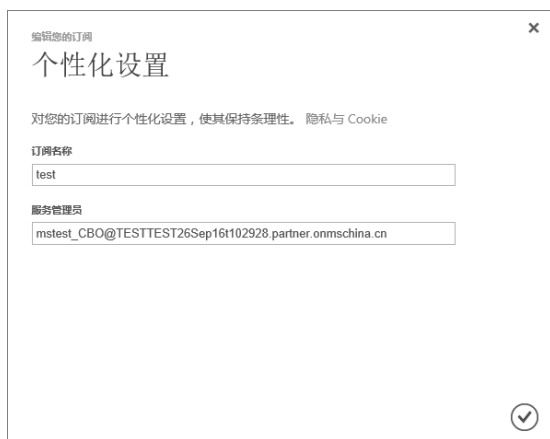 编辑您的订阅
个性化设置
对您的订阅进行个性化设置，使其保持条理性。 隐私与 Cookie
订阅名称
test
服务管理员
mstest_CBO@TESTTEST26Sep16t102928.partner.onmschina.cn